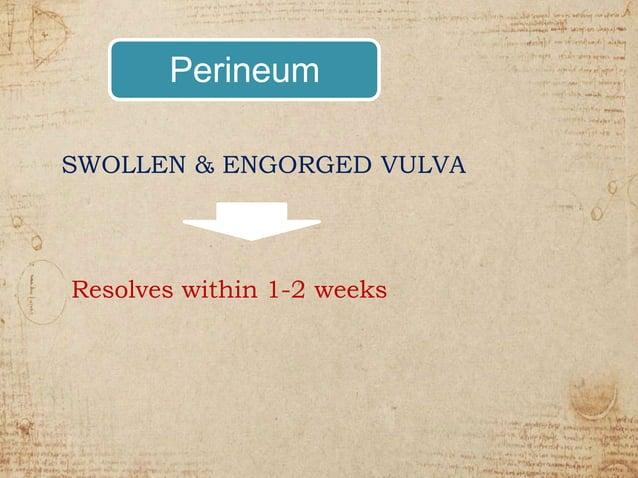 Perineum
SWOLLEN & ENGORGED VULVA
Resolves within 1-2 weeks